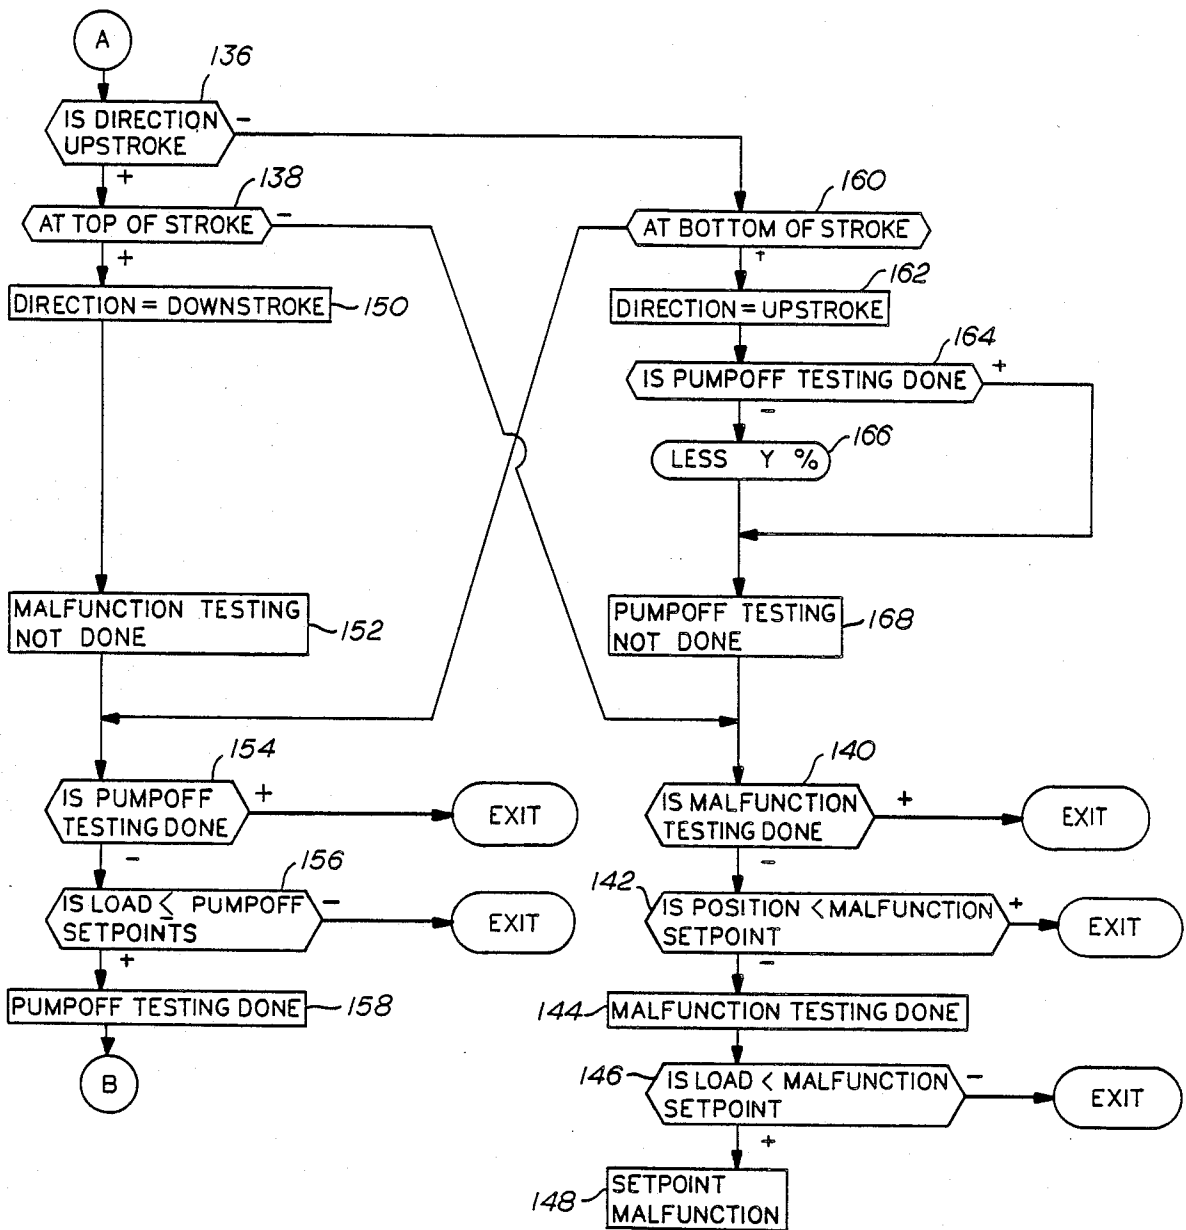 A
136
IS DIRECTION
UPSTROKE
-
+
138
AT TOP OF STROKE
-
+
DIRECTION = DOWNSTROKE
150
MALFUNCTION TESTING
NOT DONE
152
154
IS PUMPOFF
TESTING DONE
+
EXIT
-
156
IS LOAD ≤ PUMPOFF
SETPOINTS
-
EXIT
+
PUMPOFF TESTING DONE
158
B
160
AT BOTTOM OF STROKE
+
162
DIRECTION = UPSTROKE
164
IS PUMPOFF TESTING DONE
+
-
166
LESS Y %
PUMPOFF TESTING
NOT DONE
168
140
IS MALFUNCTION
TESTING DONE
+
EXIT
-
142
IS POSITION < MALFUNCTION
SETPOINT
+
EXIT
-
144
MALFUNCTION TESTING DONE
146
IS LOAD < MALFUNCTION
SETPOINT
-
EXIT
+
148
SETPOINT
MALFUNCTION